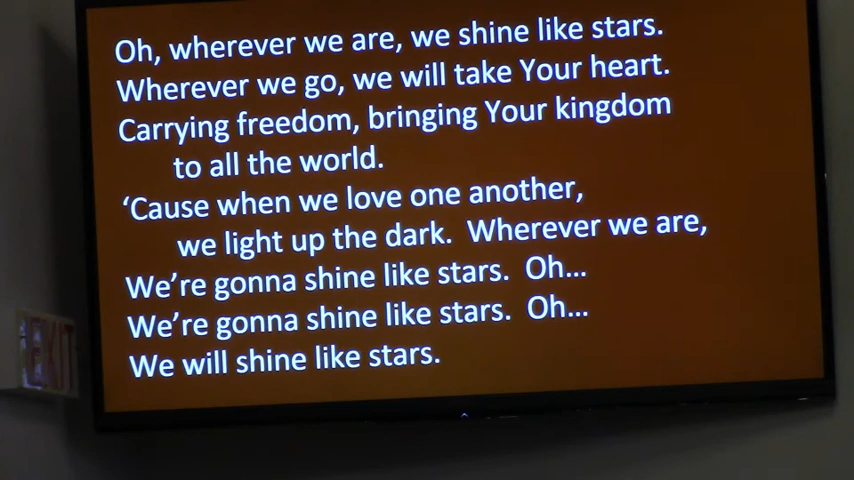 Oh, wherever we are, we shine like stars.
Wherever we go, we will take Your heart.
Carrying freedom, bringing Your kingdom
to all the world.
‘Cause when we love one another,
we light up the dark.  Wherever we are,
We’re gonna shine like stars.  Oh…
We’re gonna shine like stars.  Oh…
We will shine like stars.
EXIT